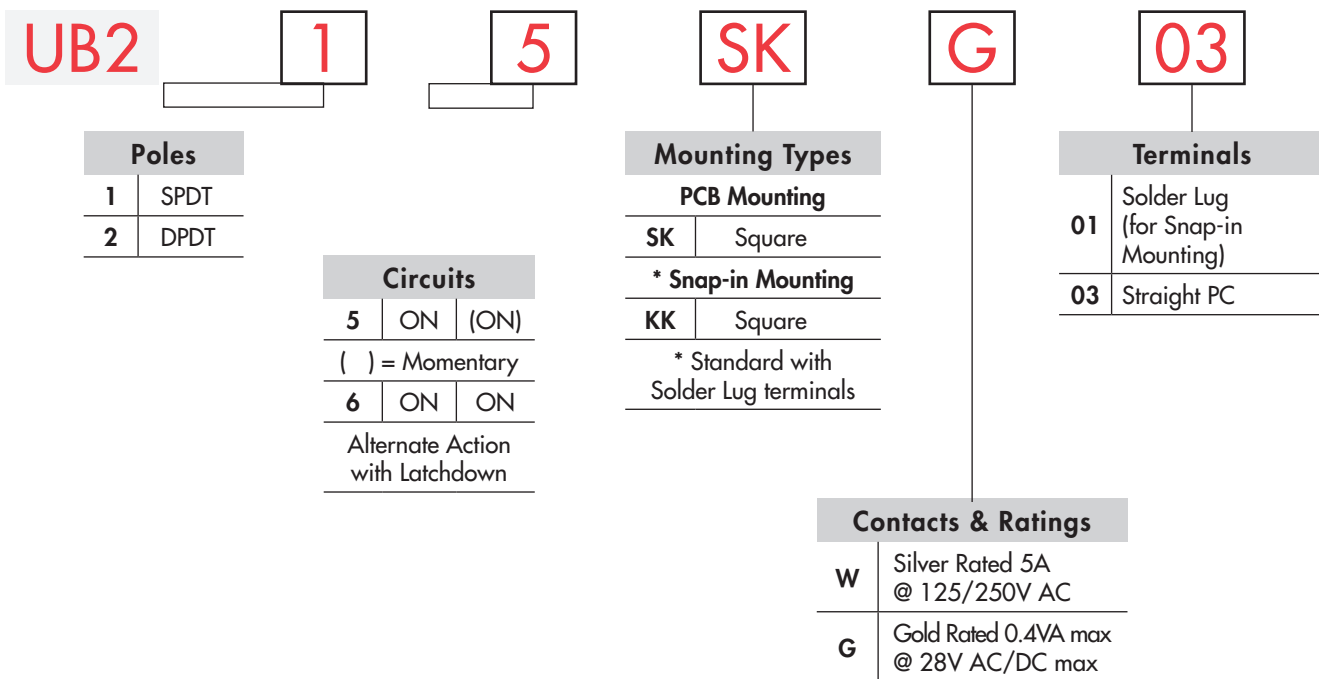 UB2 1 5 SK G 03
Poles
1 SPDT
2 DPDT
Circuits
5 ON (ON)
( ) = Momentary
6 ON ON
Alternate Action
with Latchdown
Mounting Types
PCB Mounting
SK Square
* Snap-in Mounting
KK Square
* Standard with
Solder Lug terminals
Contacts & Ratings
W Silver Rated 5A
@ 125/250V AC
G Gold Rated 0.4VA max
@ 28V AC/DC max
Terminals
01 Solder Lug
(for Snap-in
Mounting)
03 Straight PC